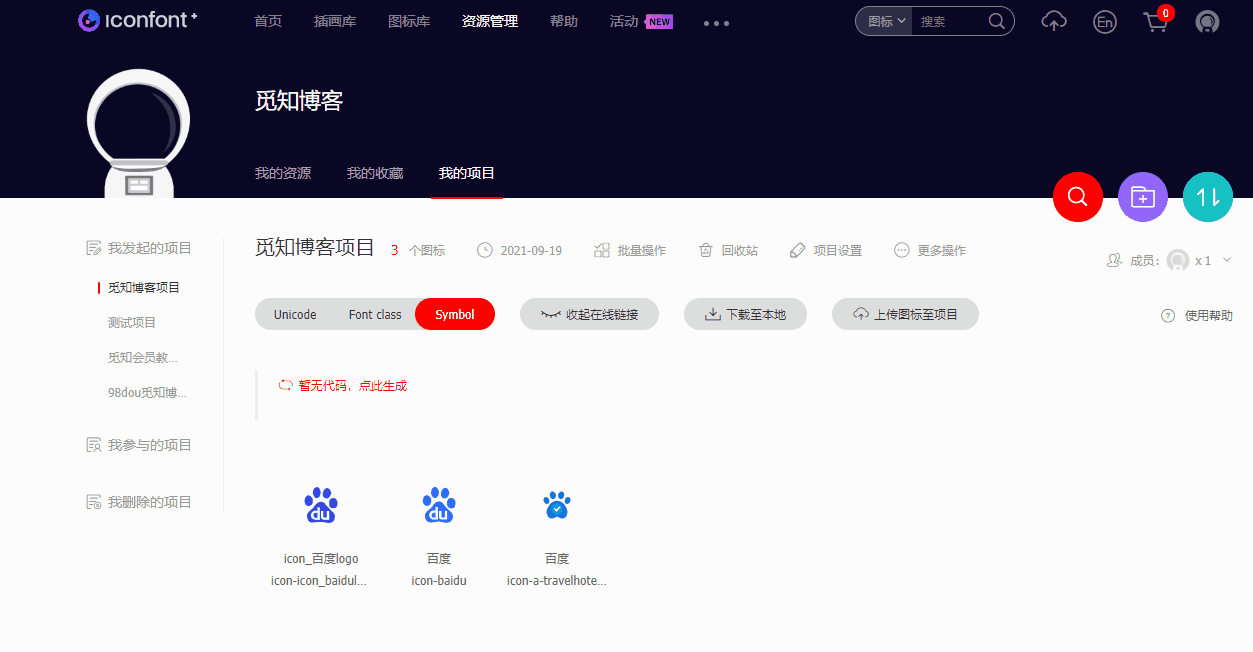 iconfont+ 首页 插画库 图标库 资源管理 帮助 活动 NEW 图标 搜索 En 0
觅知博客
我的资源 我的收藏 我的项目
我发起的项目
觅知博客项目
测试项目
觅知会员教...
98dou觅知博...
我参与的项目
我删除的项目
觅知博客项目 3 个图标 2021-09-19 批量操作 回收站 项目设置 更多操作
成员: x 1
Unicode Font class Symbol 收起在线链接 下载至本地 上传图标至项目
使用帮助
暂无代码，点此生成
du du
icon_百度logo 百度 百度
icon-icon_baidul... icon-baidu icon-a-travelhote...